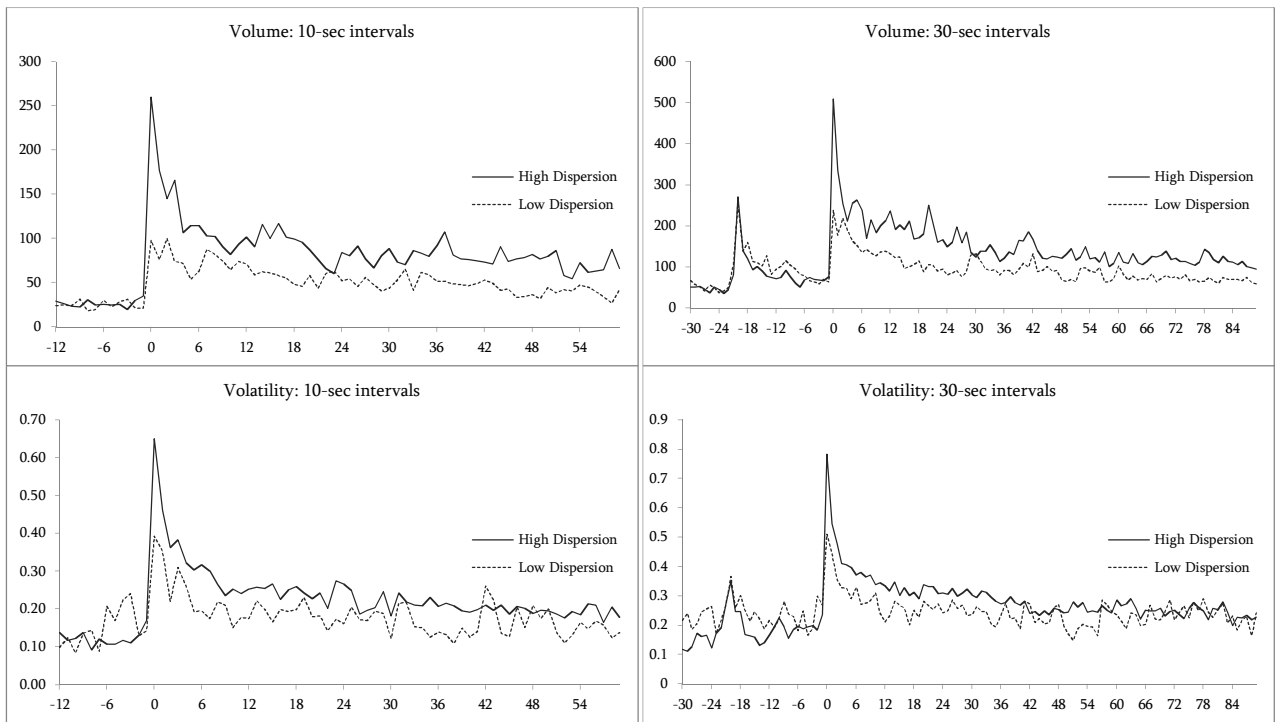 Volume: 10-sec intervals
300
250
200
150
100
50
0
-12 -6 0 6 12 18 24 30 36 42 48 54
High Dispersion
Low Dispersion
Volume: 30-sec intervals
600
500
400
300
200
100
0
-30 -24 -18 -12 -6 0 6 12 18 24 30 36 42 48 54 60 66 72 78 84
High Dispersion
Low Dispersion
Volatility: 10-sec intervals
0.70
0.60
0.50
0.40
0.30
0.20
0.10
0.00
-12 -6 0 6 12 18 24 30 36 42 48 54
High Dispersion
Low Dispersion
Volatility: 30-sec intervals
0.9
0.8
0.7
0.6
0.5
0.4
0.3
0.2
0.1
0
-30 -24 -18 -12 -6 0 6 12 18 24 30 36 42 48 54 60 66 72 78 84
High Dispersion
Low Dispersion